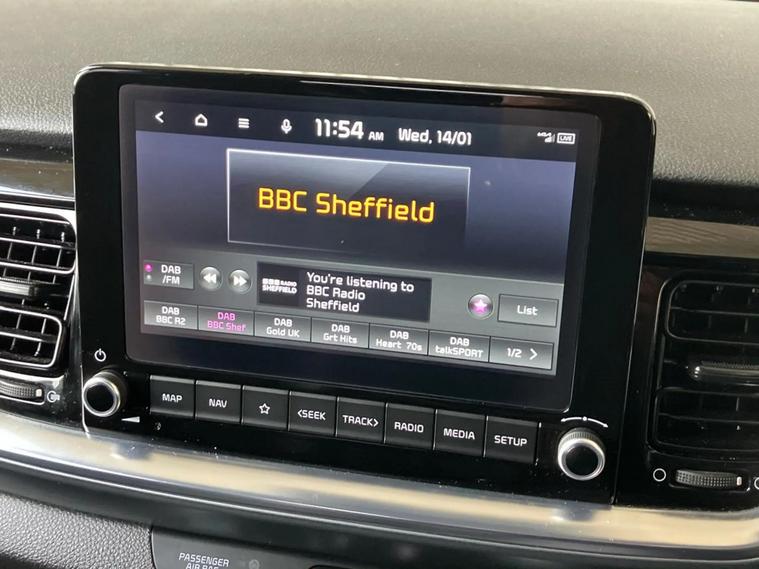 11:54 AM Wed, 14/01
LIVE
BBC Sheffield
DAB
/FM
BBC RADIO
SHEFFIELD
You're listening to
BBC Radio
Sheffield
List
DAB
BBC R2
DAB
BBC Shef
DAB
Gold UK
DAB
Grt Hits
DAB
Heart 70s
DAB
talkSPORT
1/2
MAP
NAV
<SEEK
TRACK>
RADIO
MEDIA
SETUP
PASSENGER
AIR BAG